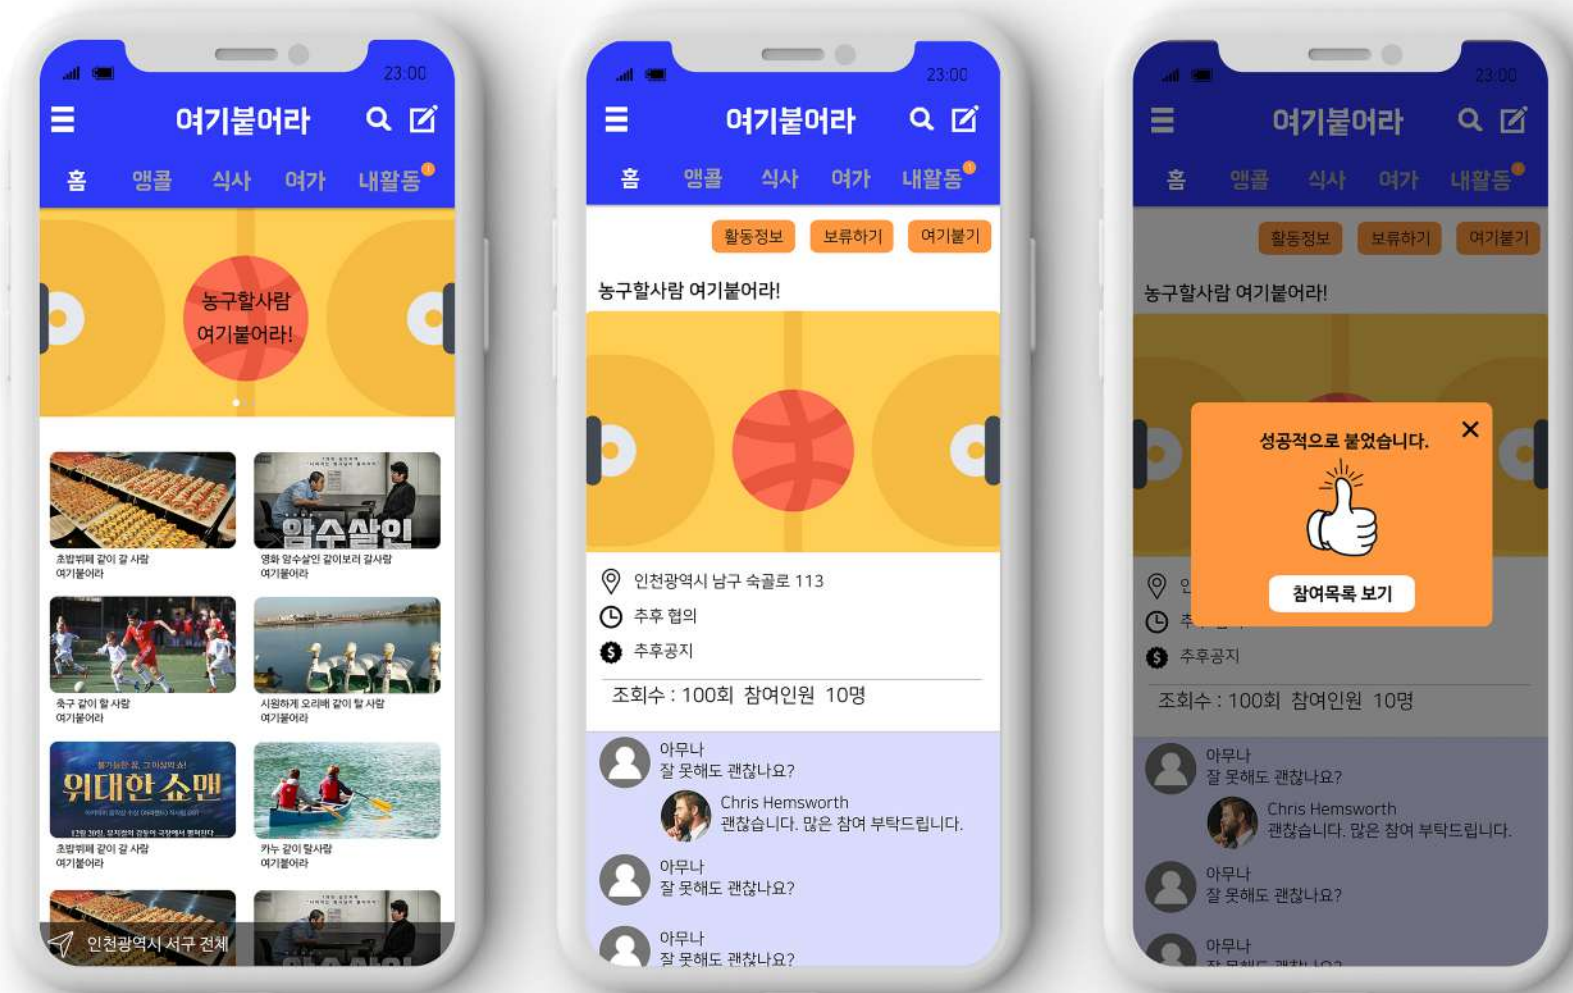 23:00
여기붙어라
홈 앵콜 식사 여가 내활동
농구할사람
여기붙어라!
초밥뷔페 같이 갈 사람
여기붙어라
암수살인
영화 암수살인 같이보러 갈사람
여기붙어라
축구 같이 할 사람
여기붙어라
시원하게 오리배 같이 탈 사람
여기붙어라
불가능한 꿈, 그 이상의 쇼!
위대한 쇼맨
초밥뷔페 같이 갈 사람
여기붙어라
카누 같이 탈사람
여기붙어라
인천광역시 서구 전체
23:00
여기붙어라
홈 앵콜 식사 여가 내활동
활동정보 보류하기 여기붙기
농구할사람 여기붙어라!
인천광역시 남구 숙골로 113
추후 협의
추후공지
조회수 : 100회 참여인원 10명
아무나
잘 못해도 괜찮나요?
Chris Hemsworth
괜찮습니다. 많은 참여 부탁드립니다.
아무나
잘 못해도 괜찮나요?
아무나
잘 못해도 괜찮나요?
23:00
여기붙어라
홈 앵콜 식사 여가 내활동
활동정보 보류하기 여기붙기
농구할사람 여기붙어라!
성공적으로 붙었습니다.
참여목록 보기
추후공지
조회수 : 100회 참여인원 10명
아무나
잘 못해도 괜찮나요?
Chris Hemsworth
괜찮습니다. 많은 참여 부탁드립니다.
아무나
잘 못해도 괜찮나요?
아무나